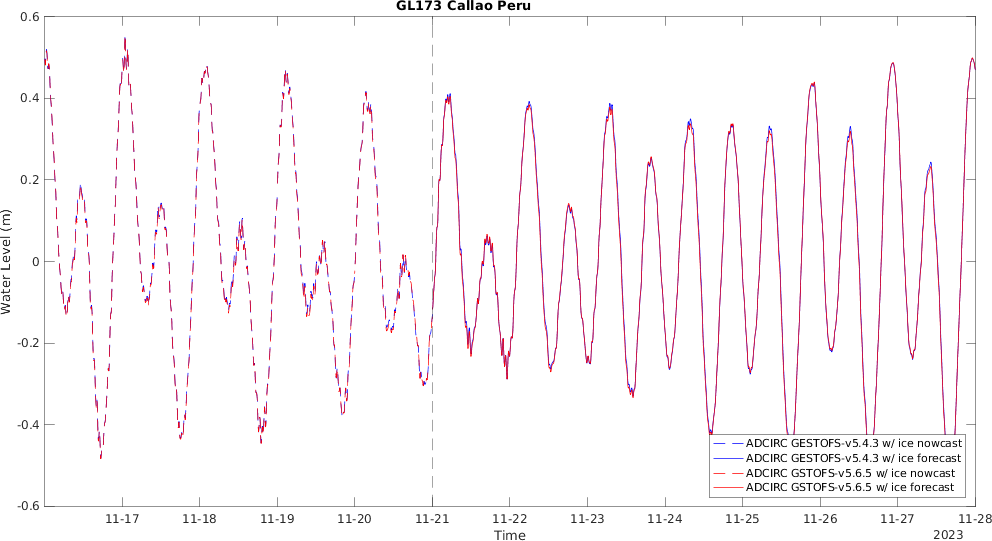 GL173 Callao Peru
0.6
0.4
0.2
0
-0.2
-0.4
-0.6
Water Level (m)
ADCIRC GESTOFS-v5.4.3 w/ ice nowcast
ADCIRC GESTOFS-v5.4.3 w/ ice forecast
ADCIRC GSTOFS-v5.6.5 w/ ice nowcast
ADCIRC GSTOFS-v5.6.5 w/ ice forecast
11-17 11-18 11-19 11-20 11-21 11-22 11-23 11-24 11-25 11-26 11-27 11-28
Time
2023